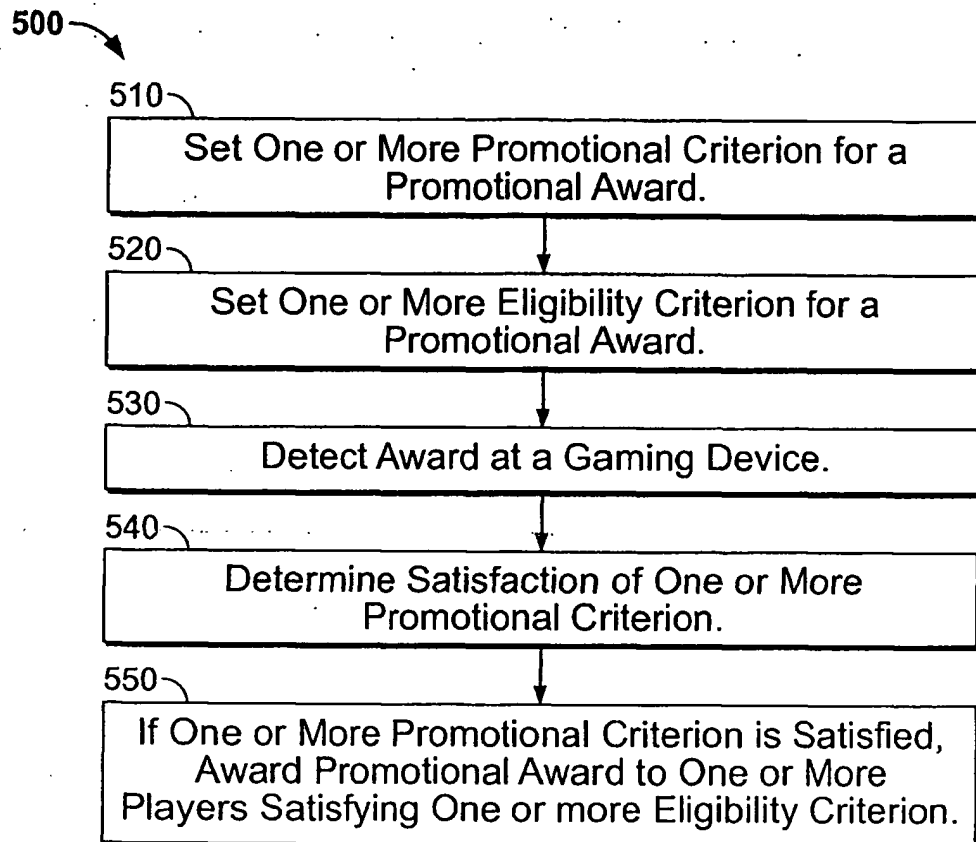 500
510
Set One or More Promotional Criterion for a
Promotional Award.
520
Set One or More Eligibility Criterion for a
Promotional Award.
530
Detect Award at a Gaming Device.
540
Determine Satisfaction of One or More
Promotional Criterion.
550
If One or More Promotional Criterion is Satisfied,
Award Promotional Award to One or More
Players Satisfying One or more Eligibility Criterion.